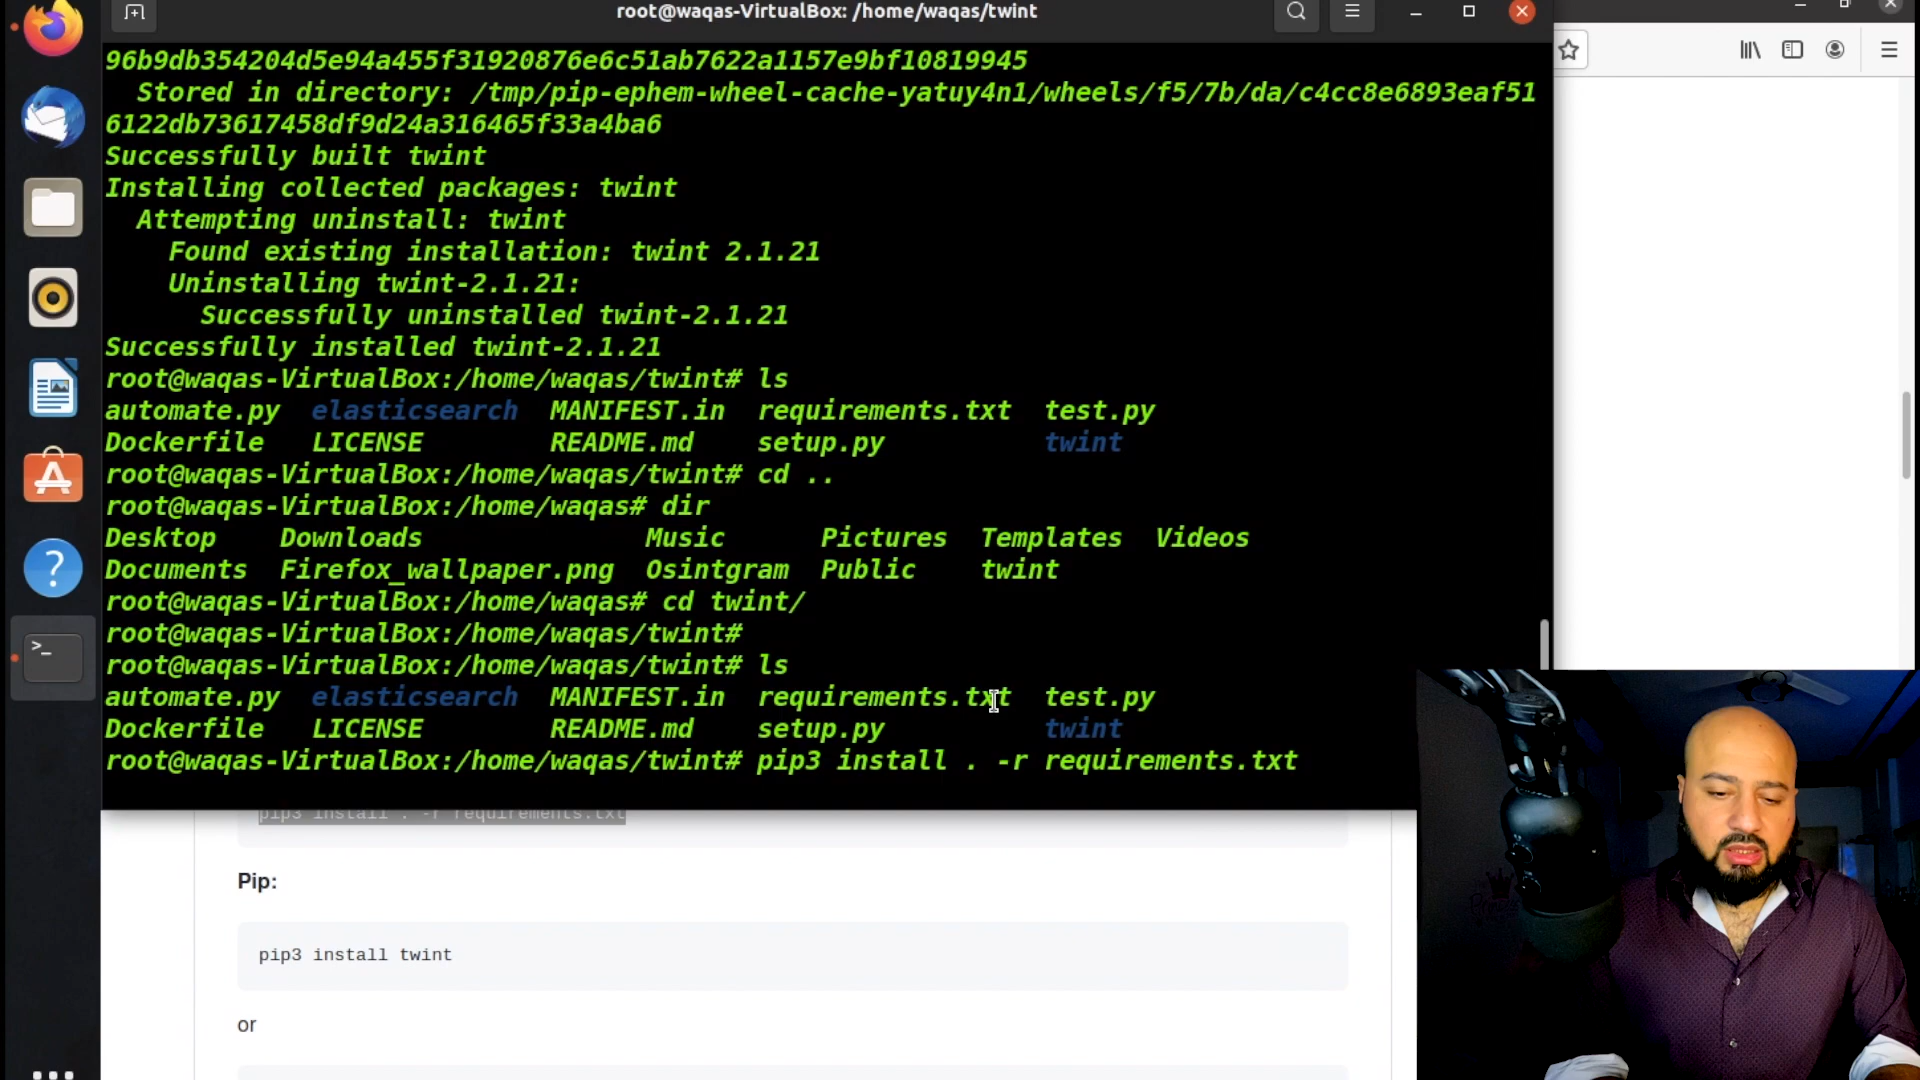 root@waqas-VirtualBox: /home/waqas/twint
96b9db354204d5e94a455f31920876e6c51ab7622a1157e9bf10819945
Stored in directory: /tmp/pip-ephem-wheel-cache-yatuy4n1/wheels/f5/7b/da/c4cc8e6893eaf51
6122db73617458df9d24a316465f33a4ba6
Successfully built twint
Installing collected packages: twint
Attempting uninstall: twint
Found existing installation: twint 2.1.21
Uninstalling twint-2.1.21:
Successfully uninstalled twint-2.1.21
Successfully installed twint-2.1.21
root@waqas-VirtualBox:/home/waqas/twint# ls
automate.py elasticsearch MANIFEST.in requirements.txt test.py
Dockerfile LICENSE README.md setup.py twint
root@waqas-VirtualBox:/home/waqas/twint# cd ..
root@waqas-VirtualBox:/home/waqas# dir
Desktop Downloads Music Pictures Templates Videos
Documents Firefox_wallpaper.png Osintgram Public twint
root@waqas-VirtualBox:/home/waqas# cd twint/
root@waqas-VirtualBox:/home/waqas/twint#
root@waqas-VirtualBox:/home/waqas/twint# ls
automate.py elasticsearch MANIFEST.in requirements.txt test.py
Dockerfile LICENSE README.md setup.py twint
root@waqas-VirtualBox:/home/waqas/twint# pip3 install . -r requirements.txt
pip3 install . -r requirements.txt
Pip:
pip3 install twint
or